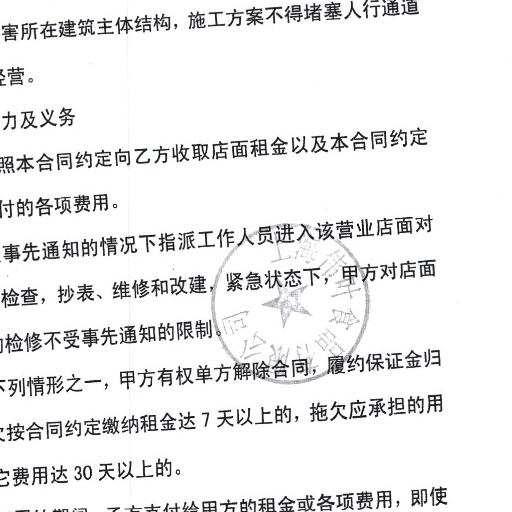 害所在建筑主体结构，施工方案不得堵塞人行通道
经营。
力及义务
照本合同约定向乙方收取店面租金以及本合同约定
付的各项费用。
事先通知的情况下指派工作人员进入该营业店面对
检查，抄表、维修和改建，紧急状态下，甲方对店面
的检修不受事先通知的限制。
下列情形之一，甲方有权单方解除合同，履约保证金归
欠按合同约定缴纳租金达 7 天以上的，拖欠应承担的用
它费用达 30 天以上的。
期间，乙方支付给甲方的租金或各项费用，即使
上海 食品有限公司